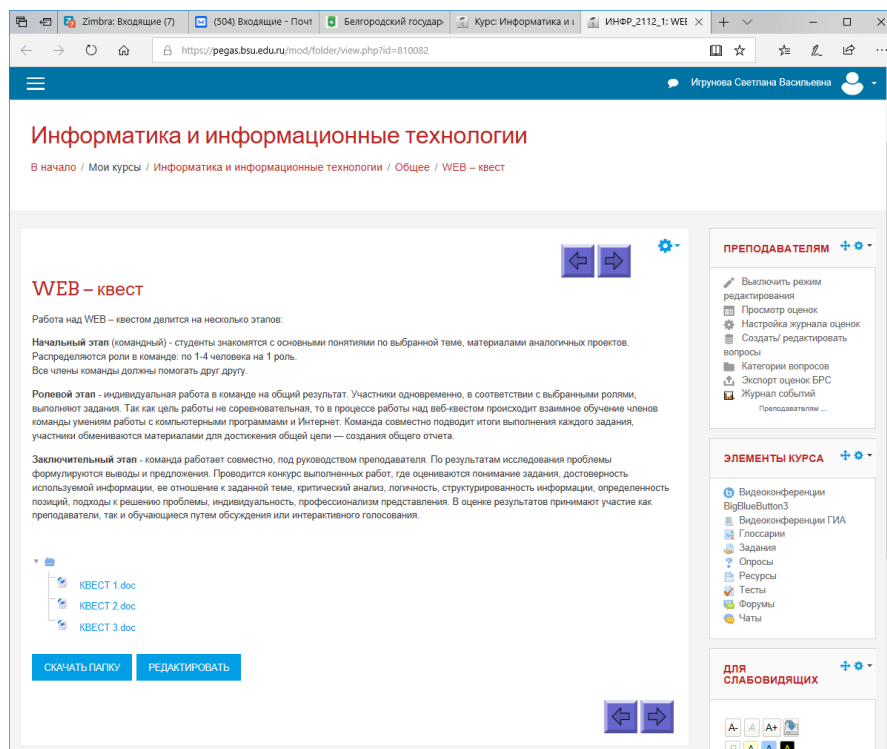 Zimbra: Входящие (7)
(504) Входящие - Почт
Белгородский государ
Курс: Информатика и
ИНФР_2112_1: WEB
https://pegas.bsu.edu.ru/mod/folder/view.php?id=810082
Игрунова Светлана Васильевна
Информатика и информационные технологии
В начало / Мои курсы / Информатика и информационные технологии / Общее / WEB – квест
WEB – квест
Работа над WEB – квестом делится на несколько этапов:
Начальный этап (командный) - студенты знакомятся с основными понятиями по выбранной теме, материалами аналогичных проектов.
Распределяются роли в команде: по 1-4 человека на 1 роль.
Все члены команды должны помогать друг другу.
Ролевой этап - индивидуальная работа в команде на общий результат. Участники одновременно, в соответствии с выбранными ролями,
выполняют задания. Так как цель работы не соревновательная, то в процессе работы над веб-квестом происходит взаимное обучение членов
команды умениям работы с компьютерными программами и Интернет. Команда совместно подводит итоги выполнения каждого задания,
участники обмениваются материалами для достижения общей цели — создания общего отчета.
Заключительный этап - команда работает совместно, под руководством преподавателя. По результатам исследования проблемы
формулируются выводы и предложения. Проводится конкурс выполненных работ, где оцениваются понимание задания, достоверность
используемой информации, ее отношение к заданной теме, критический анализ, логичность, структурированность информации, определенность
позиций, подходы к решению проблемы, индивидуальность, профессионализм представления. В оценке результатов принимают участие как
преподаватели, так и обучающиеся путем обсуждения или интерактивного голосования.
КВЕСТ 1.doc
КВЕСТ 2.doc
КВЕСТ 3.doc
СКАЧАТЬ ПАПКУ
РЕДАКТИРОВАТЬ
ПРЕПОДАВАТЕЛЯМ
Выключить режим
редактирования
Просмотр оценок
Настройка журнала оценок
Создать/ редактировать
вопросы
Категории вопросов
Экспорт оценок БРС
Журнал событий
Преподавателям ...
ЭЛЕМЕНТЫ КУРСА
Видеоконференции
BigBlueButton3
Видеоконференции ГИА
Глоссарии
Задания
Опросы
Ресурсы
Тесты
Форумы
Чаты
ДЛЯ
СЛАБОВИДЯЩИХ
A- A A+